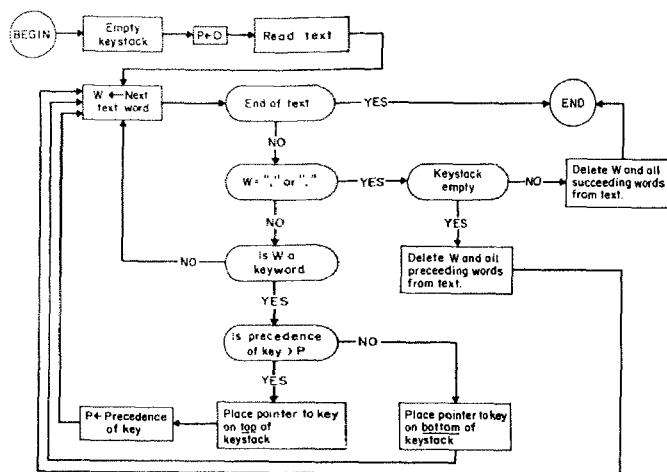 BEGIN
Empty
keystack
P←O
Read text
W ← Next
text word
End of text
YES
END
NO
W = "," or "."
YES
Keystack
empty
NO
Delete W and all
succeeding words
from text.
NO
YES
NO
Is W a
keyword
Delete W and all
preceeding words
from text.
YES
Is precedence
of key > P
NO
YES
P← Precedence
of key
Place pointer to key
on top of
keystack
Place pointer to key
on bottom of
keystack